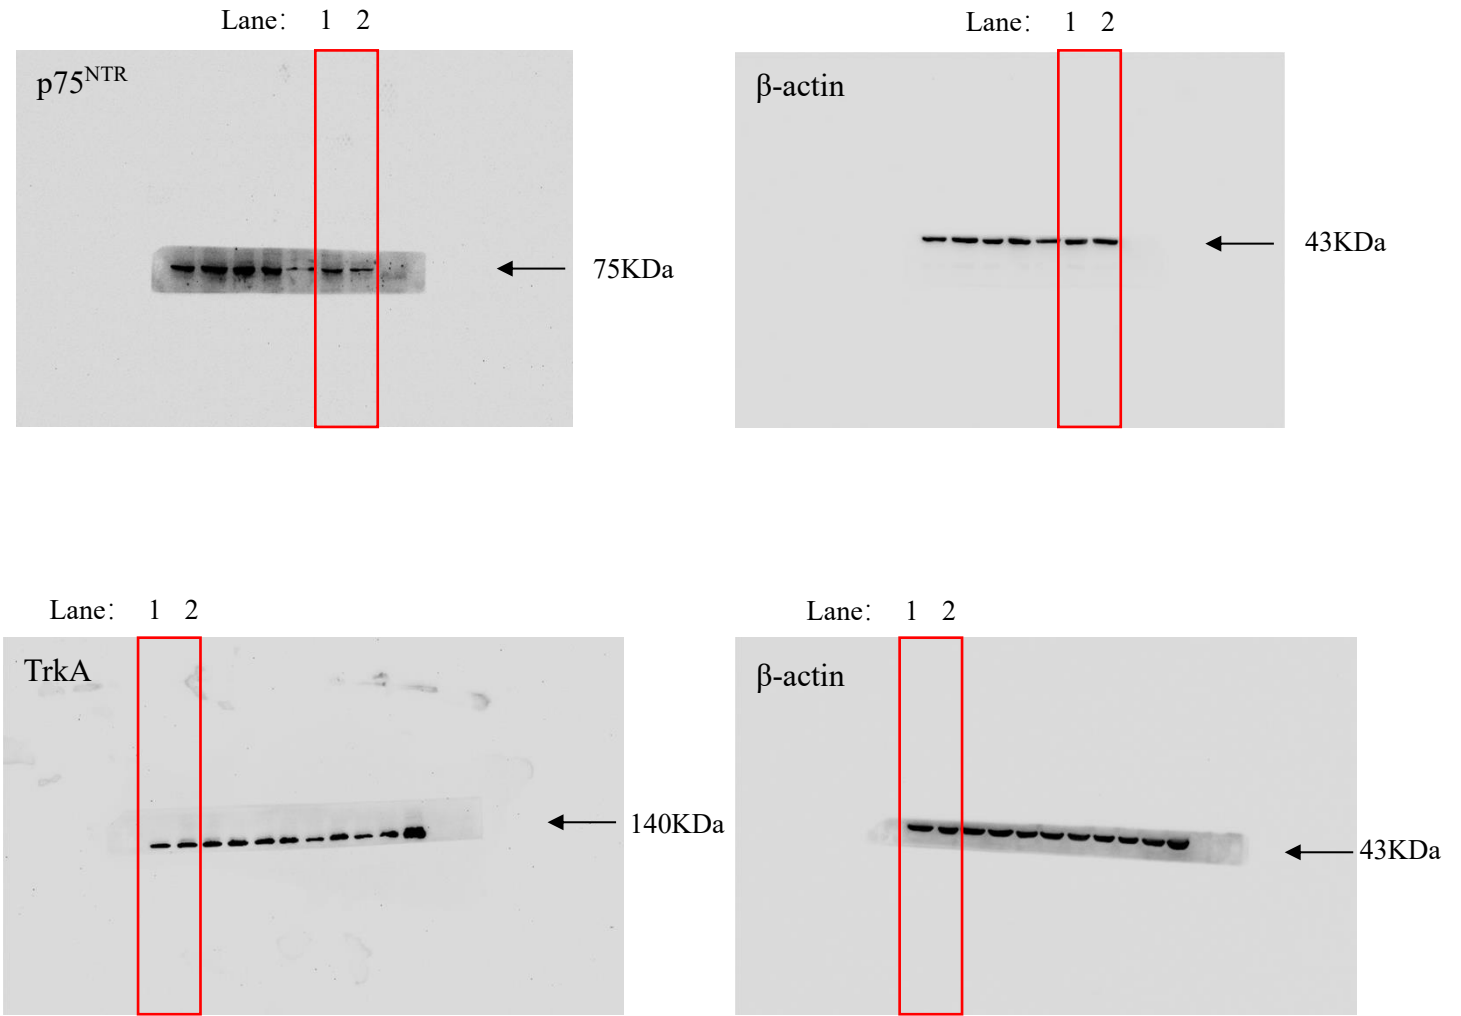 Lane: 1 2
p75NTR
75KDa
Lane: 1 2
β-actin
43KDa
Lane: 1 2
TrkA
140KDa
Lane: 1 2
β-actin
43KDa